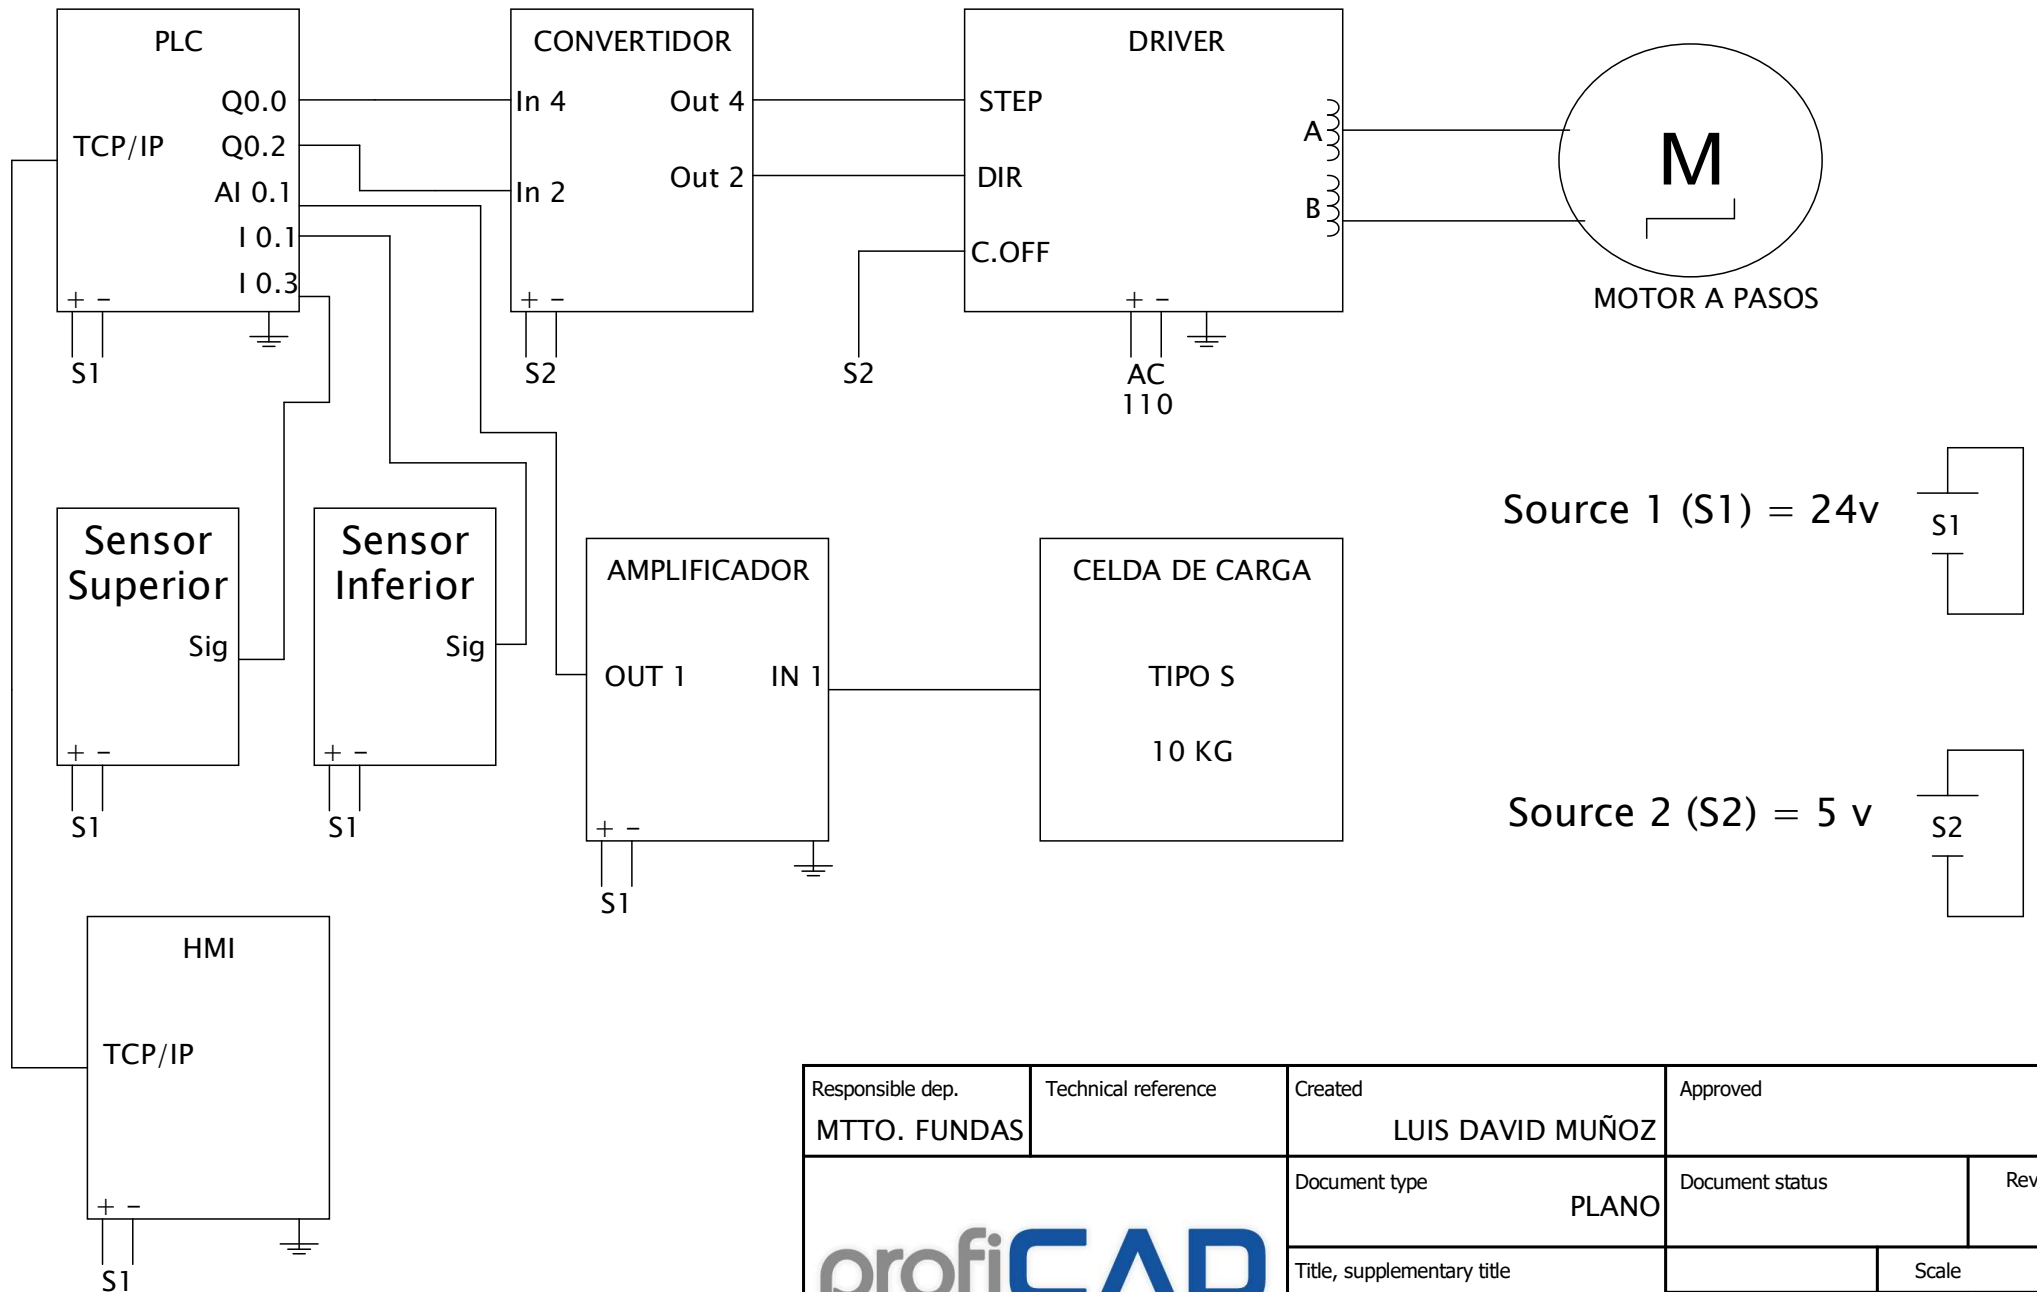 PLC
Q0.0
TCP/IP
Q0.2
AI 0.1
I 0.1
I 0.3
+ -
S1
CONVERTIDOR
In 4
Out 4
In 2
Out 2
+ -
S2
DRIVER
STEP
A
DIR
B
C.OFF
S2
+ -
AC
110
M
MOTOR A PASOS
Sensor
Superior
Sig
+ -
S1
Sensor
Inferior
Sig
+ -
S1
AMPLIFICADOR
OUT 1
IN 1
+ -
S1
CELDA DE CARGA
TIPO S
10 KG
Source 1 (S1) = 24v
S1
Source 2 (S2) = 5 v
S2
HMI
TCP/IP
+ -
S1
Responsible dep.
MTTO. FUNDAS
Technical reference
Created
LUIS DAVID MUÑOZ
Approved
Document type
PLANO
Document status
Rev
profiCAD
Title, supplementary title
Scale